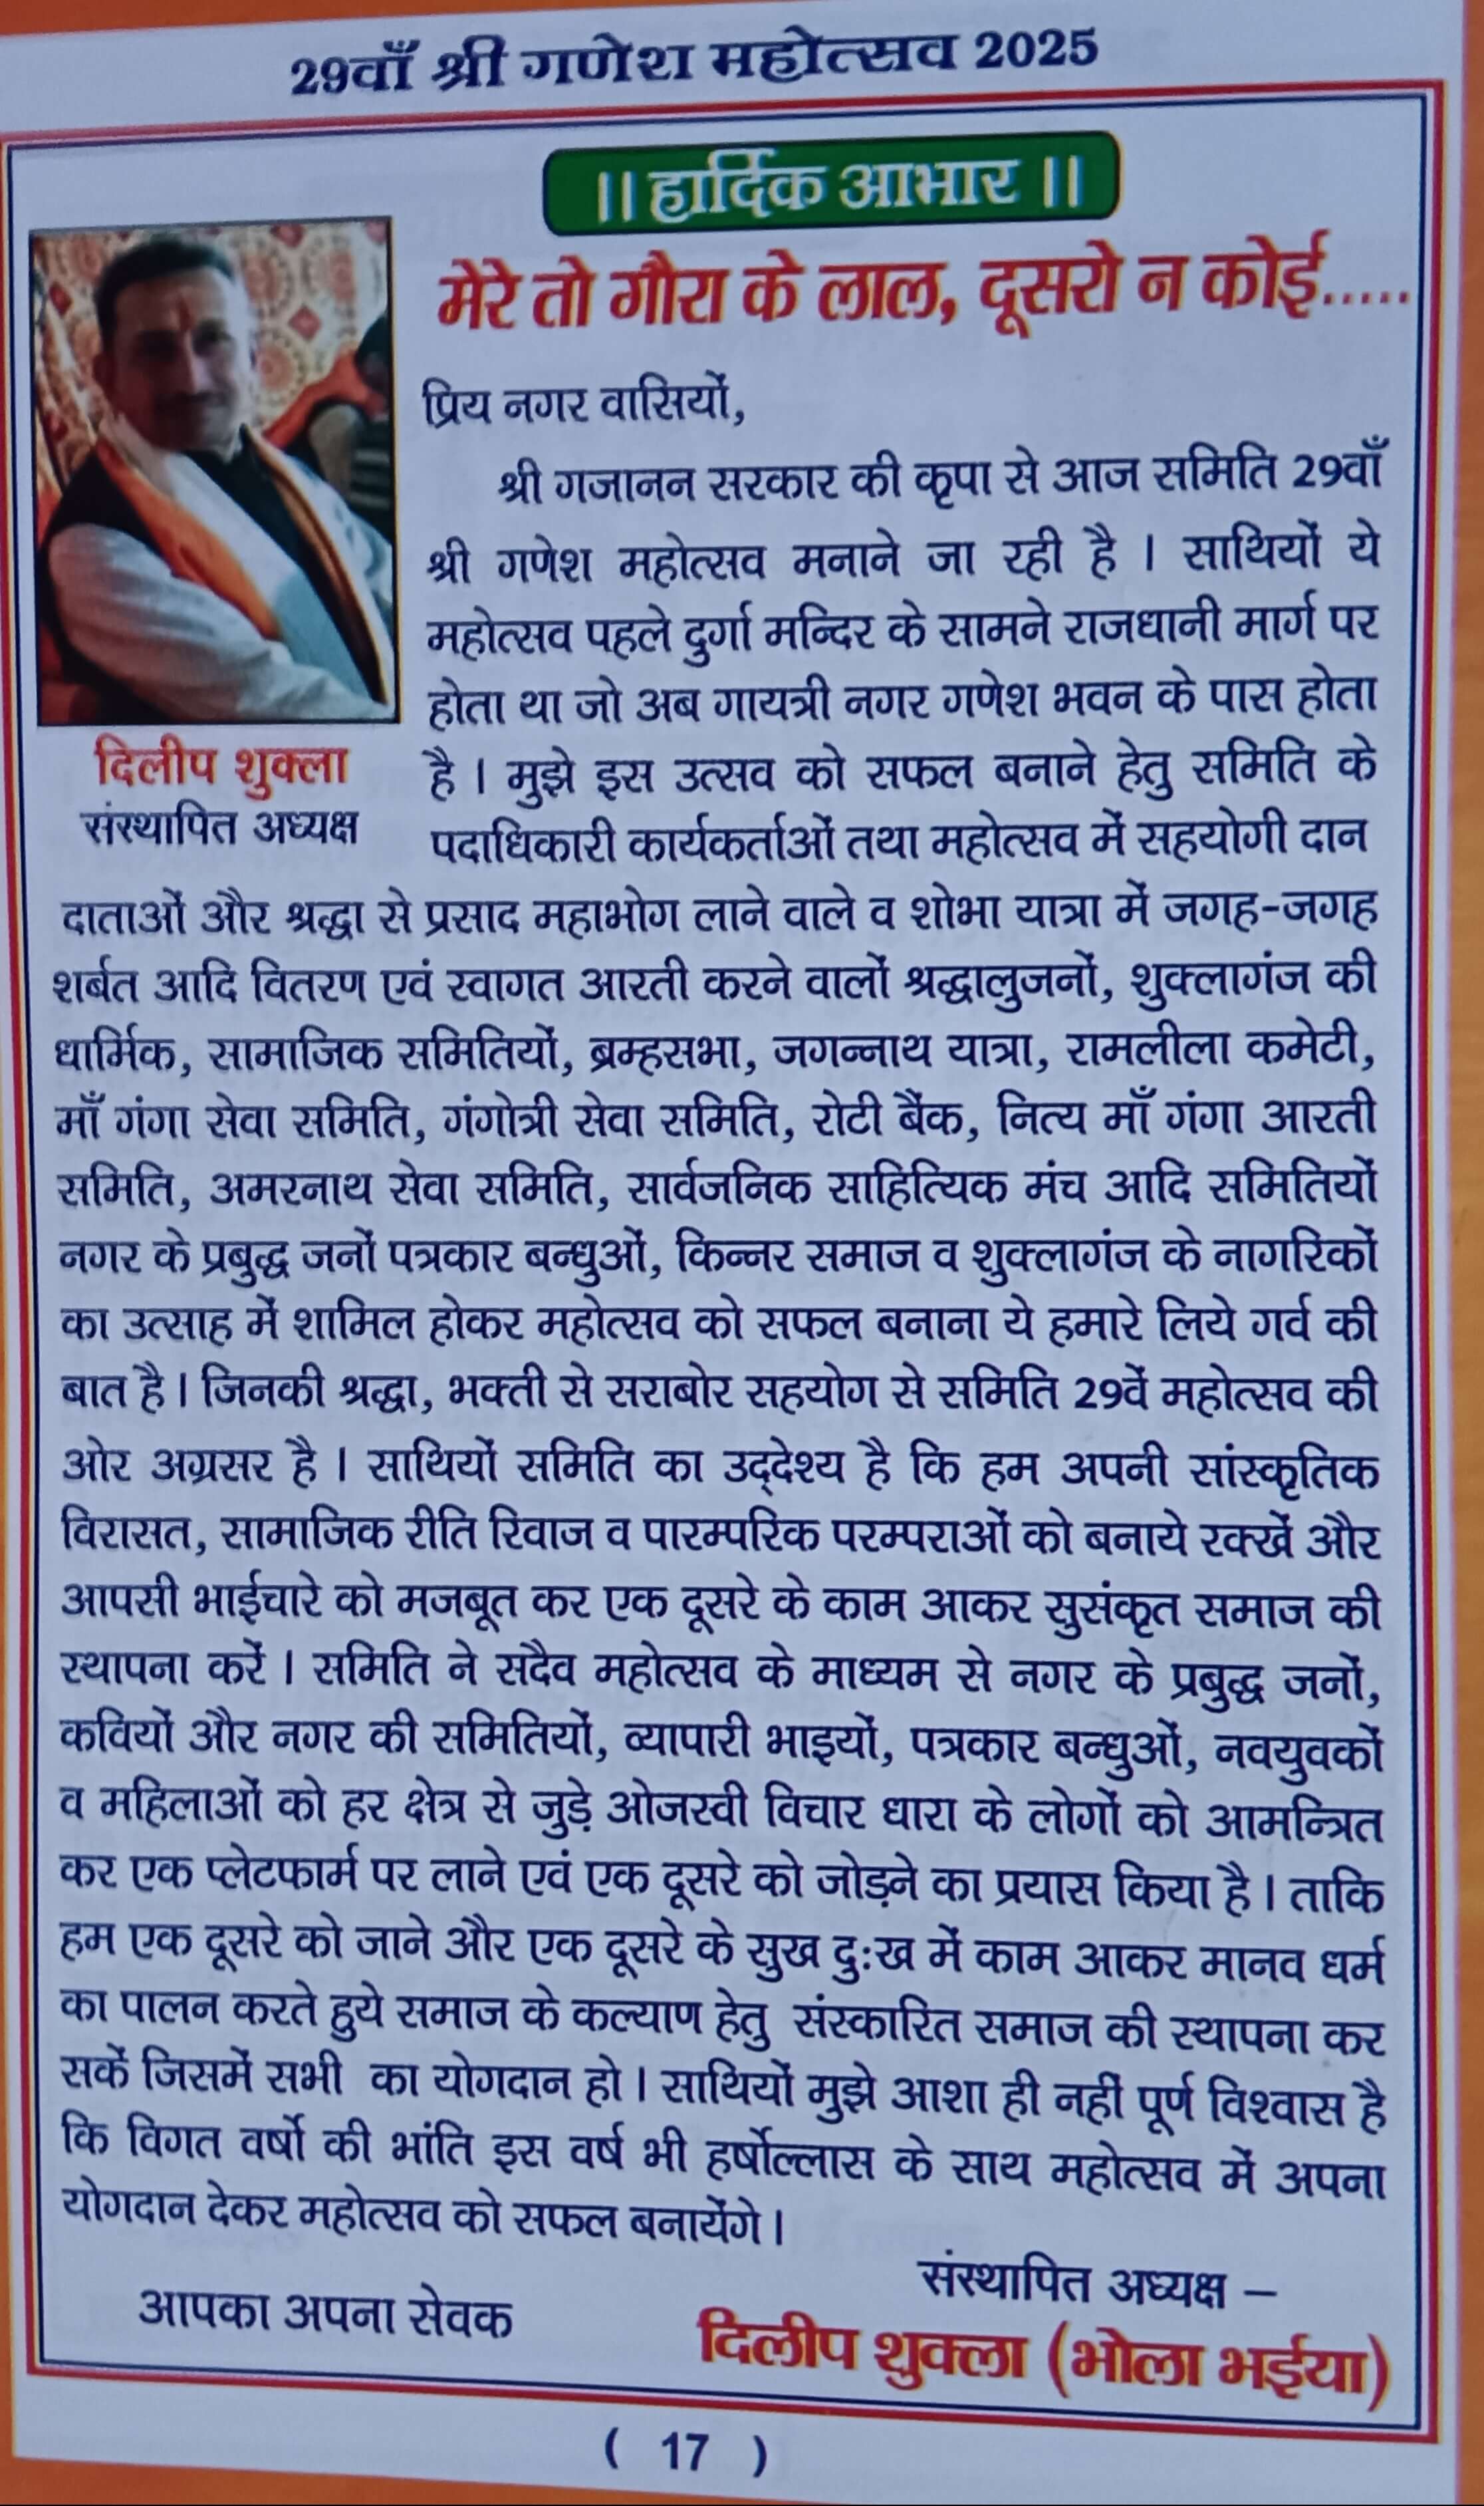 29वाँ श्री गणेश महोत्सव 2025
।। हार्दिक आभार ।।
मेरे तो गौरा के लाल, दूसरो न कोई.....
दिलीप शुक्ला
संस्थापित अध्यक्ष
प्रिय नगर वासियों,
श्री गजानन सरकार की कृपा से आज समिति 29वाँ
श्री गणेश महोत्सव मनाने जा रही है । साथियों ये
महोत्सव पहले दुर्गा मन्दिर के सामने राजधानी मार्ग पर
होता था जो अब गायत्री नगर गणेश भवन के पास होता
है । मुझे इस उत्सव को सफल बनाने हेतु समिति के
पदाधिकारी कार्यकर्ताओं तथा महोत्सव में सहयोगी दान
दाताओं और श्रद्धा से प्रसाद महाभोग लाने वाले व शोभा यात्रा में जगह-जगह
शर्बत आदि वितरण एवं स्वागत आरती करने वालों श्रद्धालुजनों, शुक्लागंज की
धार्मिक, सामाजिक समितियों, ब्रम्हसभा, जगन्नाथ यात्रा, रामलीला कमेटी,
माँ गंगा सेवा समिति, गंगोत्री सेवा समिति, रोटी बैंक, नित्य माँ गंगा आरती
समिति, अमरनाथ सेवा समिति, सार्वजनिक साहित्यिक मंच आदि समितियों
नगर के प्रबुद्ध जनों पत्रकार बन्धुओं, किन्नर समाज व शुक्लागंज के नागरिकों
का उत्साह में शामिल होकर महोत्सव को सफल बनाना ये हमारे लिये गर्व की
बात है । जिनकी श्रद्धा, भक्ती से सराबोर सहयोग से समिति 29वें महोत्सव की
ओर अग्रसर है । साथियों समिति का उद्देश्य है कि हम अपनी सांस्कृतिक
विरासत, सामाजिक रीति रिवाज व पारम्परिक परम्पराओं को बनाये रक्खें और
आपसी भाईचारे को मजबूत कर एक दूसरे के काम आकर सुसंकृत समाज की
स्थापना करें । समिति ने सदैव महोत्सव के माध्यम से नगर के प्रबुद्ध जनों,
कवियों और नगर की समितियों, व्यापारी भाइयों, पत्रकार बन्धुओं, नवयुवकों
व महिलाओं को हर क्षेत्र से जुड़े ओजस्वी विचार धारा के लोगों को आमन्त्रित
कर एक प्लेटफार्म पर लाने एवं एक दूसरे को जोड़ने का प्रयास किया है । ताकि
हम एक दूसरे को जाने और एक दूसरे के सुख दुःख में काम आकर मानव धर्म
का पालन करते हुये समाज के कल्याण हेतु संस्कारित समाज की स्थापना कर
सकें जिसमें सभी का योगदान हो । साथियों मुझे आशा ही नहीं पूर्ण विश्वास है
कि विगत वर्षो की भांति इस वर्ष भी हर्षोल्लास के साथ महोत्सव में अपना
योगदान देकर महोत्सव को सफल बनायेंगे ।
संस्थापित अध्यक्ष –
आपका अपना सेवक
दिलीप शुक्ला (भोला भईया)
( 17 )